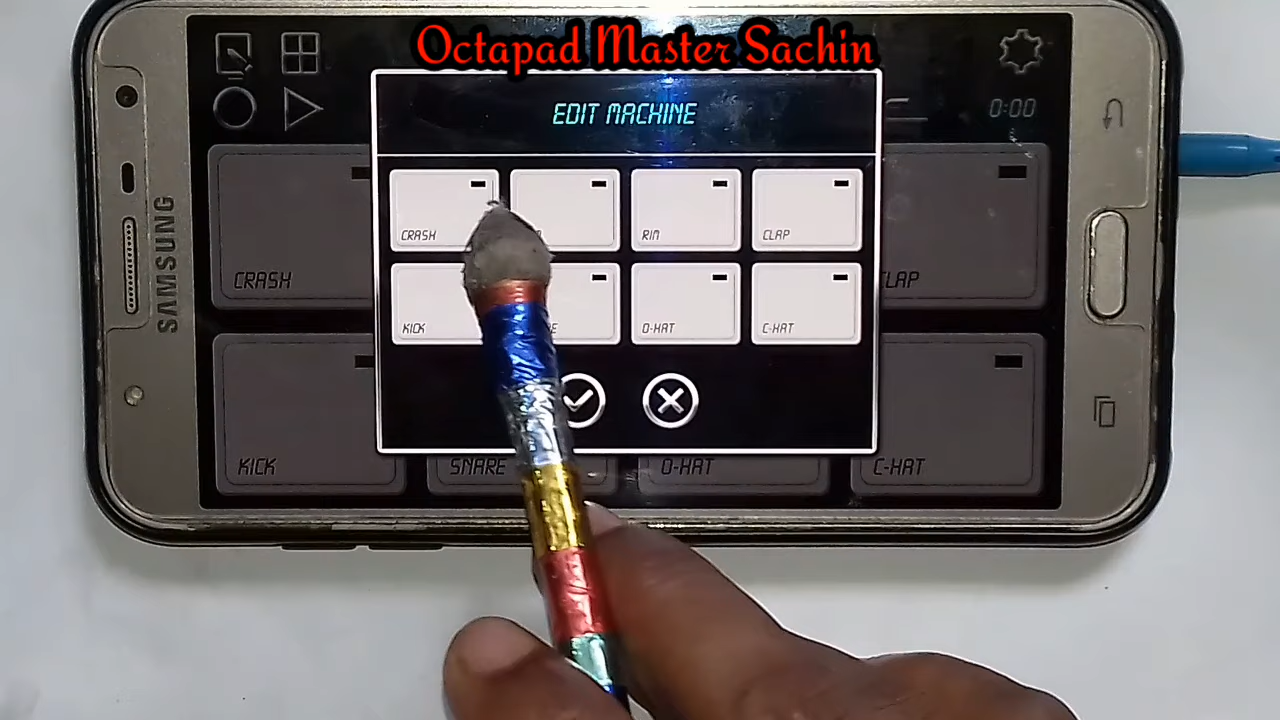 Octapad Master Sachin
EDIT MACHINE
0:00
CRASH
RIM
CLAP
KICK
O-HAT
C-HAT
CRASH
CLAP
KICK
SNARE
O-HAT
C-HAT
SAMSUNG